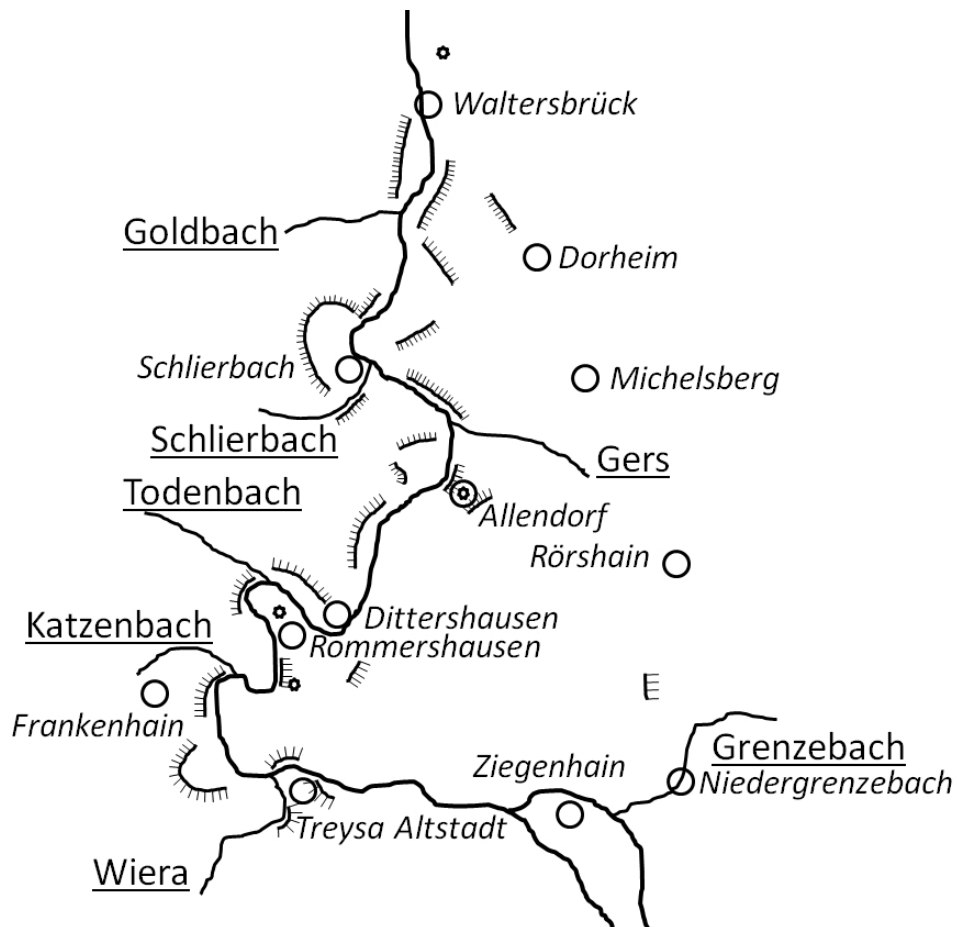 Waltersbrück
Goldbach
Dorheim
Schlierbach
Michelsberg
Schlierbach
Gers
Todenbach
Allendorf
Rörshain
Dittershausen
Katzenbach
Rommershausen
Frankenhain
Grenzebach
Ziegenhain
Niedergrenzebach
Treysa Altstadt
Wiera